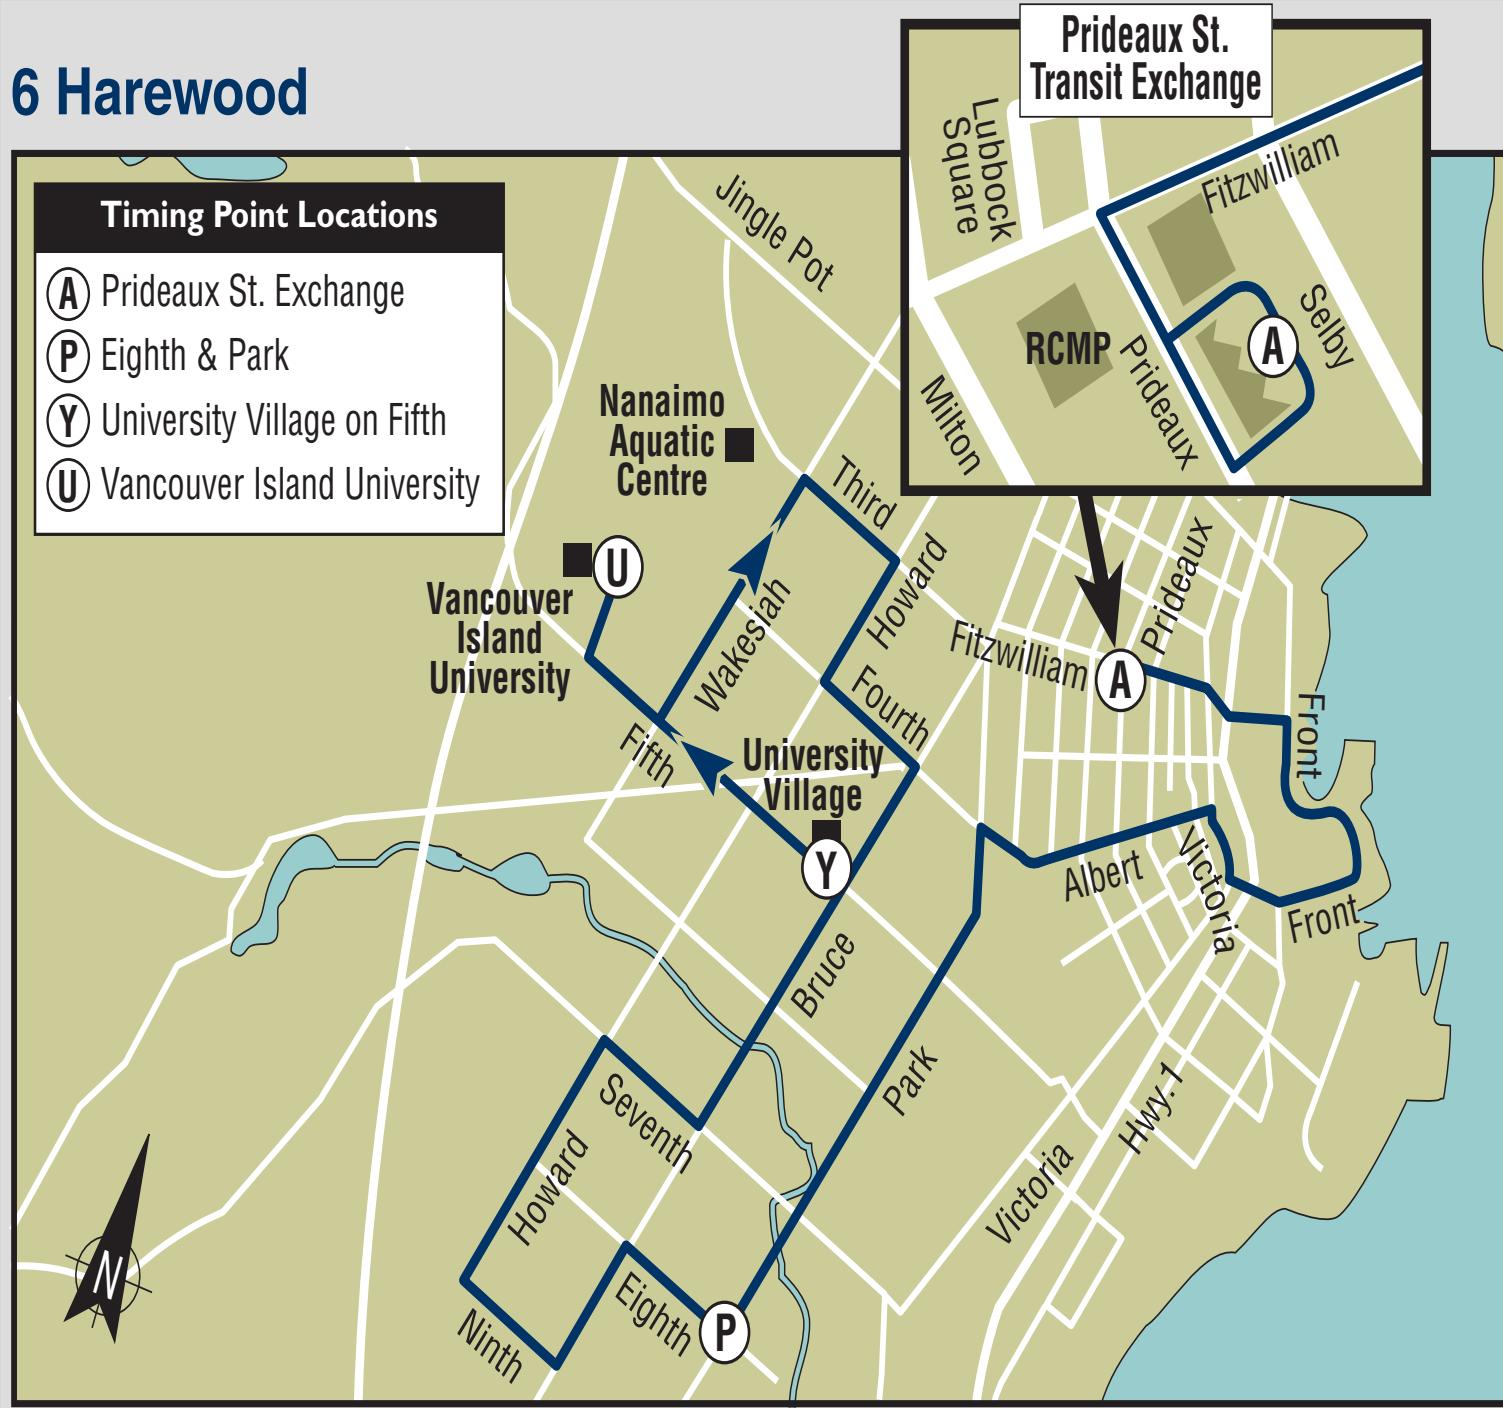 6 Harewood
Prideaux St.
Transit Exchange
Lubbock
Square
Fitzwilliam
Selby
A
RCMP
Prideaux
Milton
Timing Point Locations
A Prideaux St. Exchange
P Eighth & Park
Y University Village on Fifth
U Vancouver Island University
Jingle Pot
Nanaimo
Aquatic
Centre
Third
Howard
U
Vancouver
Island
University
Wakesiah
Fourth
Fifth
University
Village
Y
Fitzwilliam
A
Prideaux
Front
Albert
Victoria
Front
Bruce
Park
Hwy.1
Victoria
Seventh
Howard
Eighth
Ninth
P
N